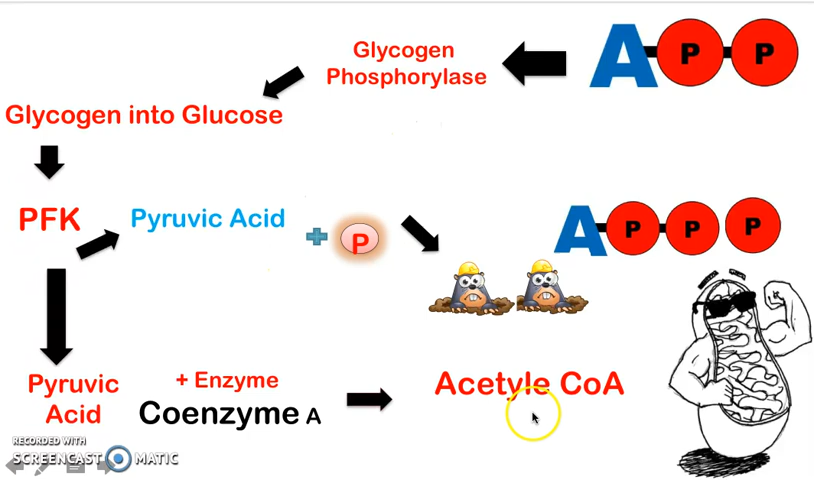 Glycogen
Phosphorylase
A P P
Glycogen into Glucose
PFK
Pyruvic Acid
+ P
A P P P
Pyruvic
Acid
+ Enzyme
Coenzyme A
Acetyle CoA
RECORDED WITH
SCREENCAST MATIC